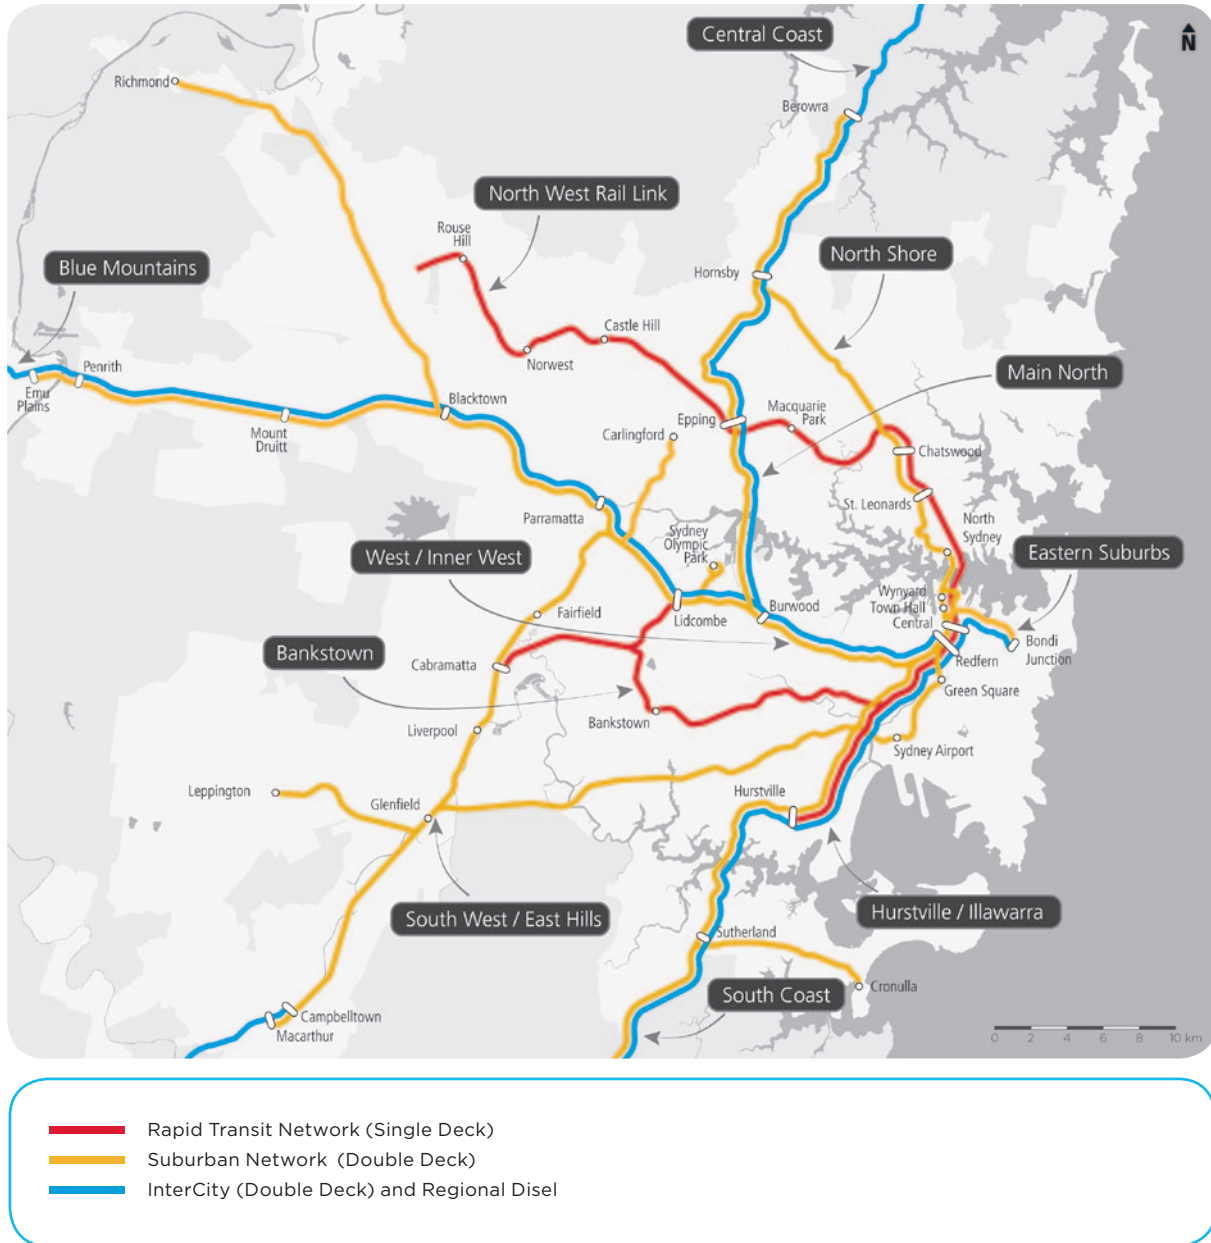 Central Coast
N
Richmond
Berowra
North West Rail Link
Rouse
Hill
North Shore
Blue Mountains
Hornsby
Castle Hill
Norwest
Penrith
Emu
Plains
Main North
Blacktown
Mount
Druitt
Epping
Macquarie
Park
Carlingford
Chatswood
St. Leonards
Parramatta
North
Sydney
Sydney
Olympic
Park
Eastern Suburbs
West / Inner West
Wynyard
Town Hall
Central
Burwood
Lidcombe
Fairfield
Bondi
Junction
Bankstown
Cabramatta
Redfern
Green Square
Bankstown
Liverpool
Sydney Airport
Leppington
Hurstville
Glenfield
South West / East Hills
Hurstville / Illawarra
Sutherland
South Coast
Cronulla
Campbelltown
Macarthur
0 2 4 6 8 10 km
Rapid Transit Network (Single Deck)
Suburban Network (Double Deck)
InterCity (Double Deck) and Regional Disel